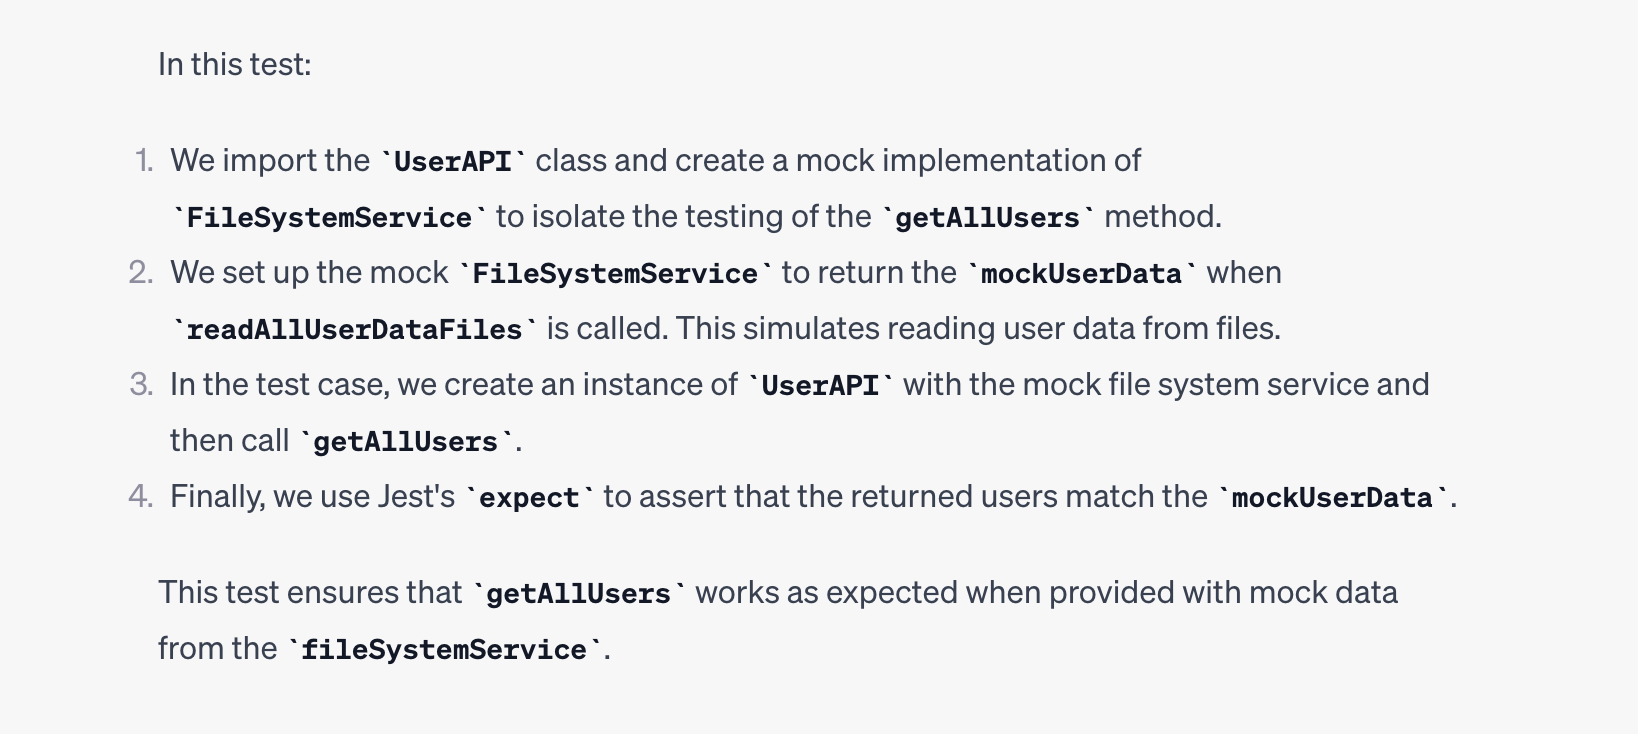 In this test:
1. We import the `UserAPI` class and create a mock implementation of
`FileSystemService` to isolate the testing of the `getAllUsers` method.
2. We set up the mock `FileSystemService` to return the `mockUserData` when
`readAllUserDataFiles` is called. This simulates reading user data from files.
3. In the test case, we create an instance of `UserAPI` with the mock file system service and
then call `getAllUsers`.
4. Finally, we use Jest's `expect` to assert that the returned users match the `mockUserData`.
This test ensures that `getAllUsers` works as expected when provided with mock data
from the `fileSystemService`.